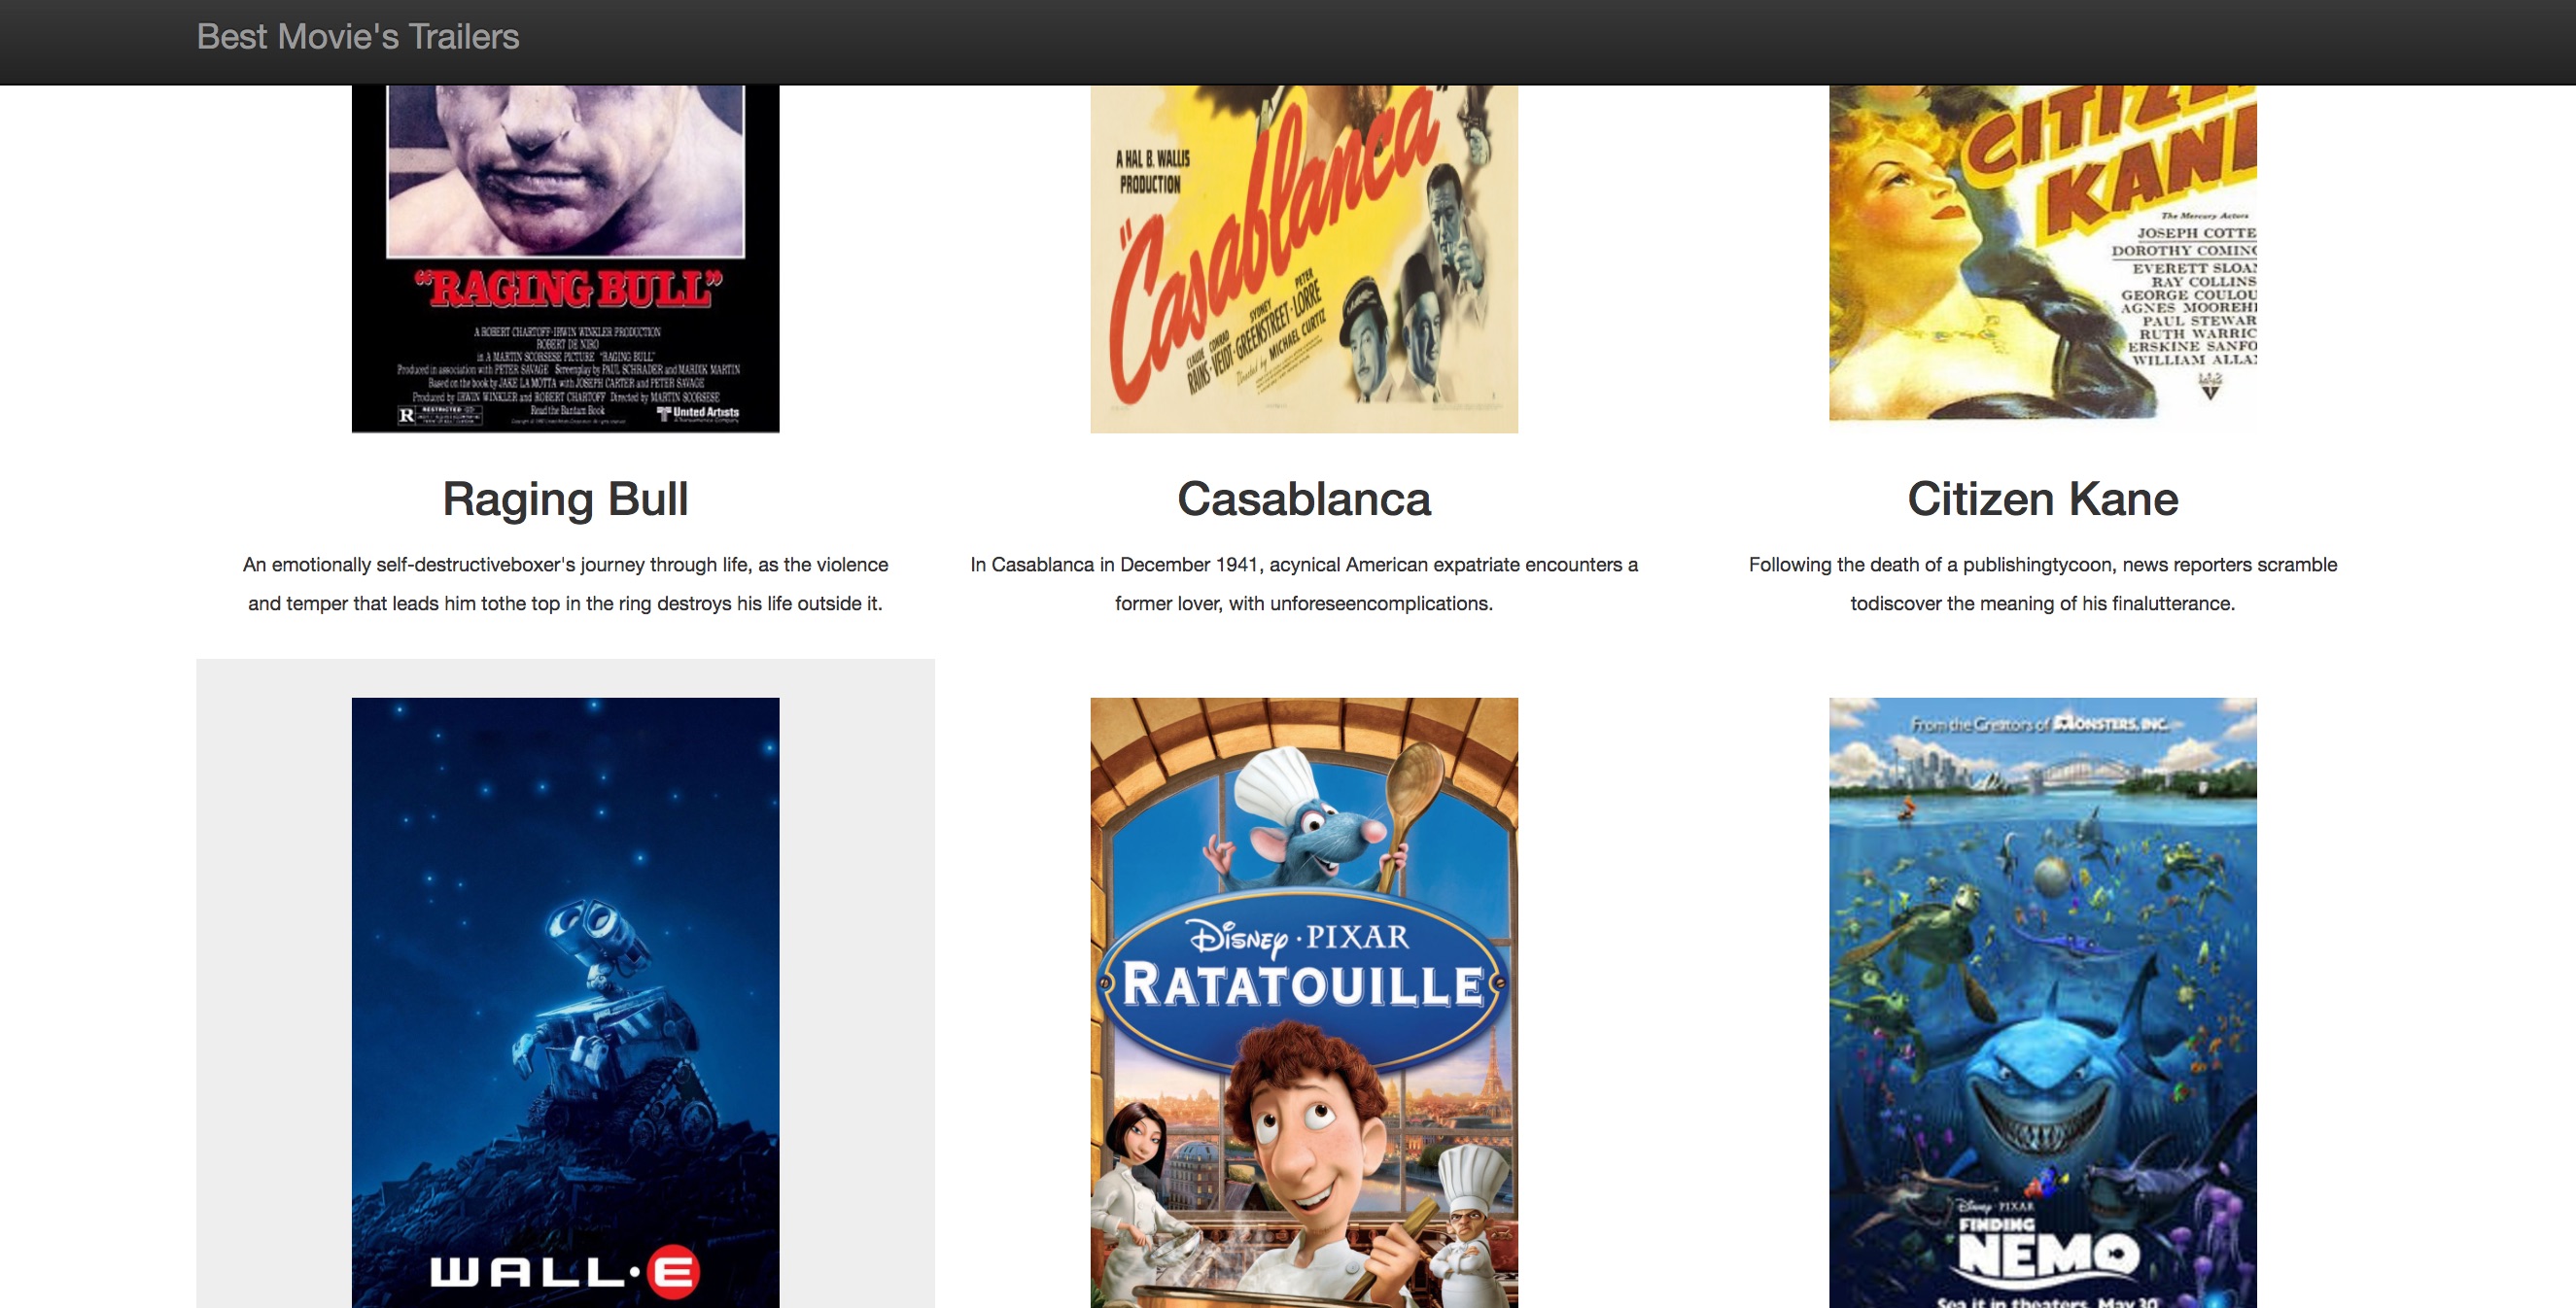 Best Movie's Trailers
"RAGING BULL"
A ROBERT CHARTOFF-IRWIN WINKLER PRODUCTION
ROBERT DE NIRO
in A MARTIN SCORSESE PICTURE "RAGING BULL"
Produced in association with PETER SAVAGE Screenplay by PAUL SCHRADER and MARDIK MARTIN
Based on the book by JAKE LA MOTTA with JOSEPH CARTER and PETER SAVAGE
Produced by IRWIN WINKLER and ROBERT CHARTOFF Directed by MARTIN SCORSESE
R RESTRICTED
Read the Bantam Book
United Artists
A HAL B. WALLIS
PRODUCTION
"Casablanca"
CLAUDE RAINS · CONRAD VEIDT · SYDNEY GREENSTREET · PETER LORRE
Directed by MICHAEL CURTIZ
CITIZE
KANE
The Mercury Actors
JOSEPH COTTE
DOROTHY COMING
EVERETT SLOAN
RAY COLLINS
GEORGE COULOU
AGNES MOOREH
PAUL STEWAR
RUTH WARRIC
ERSKINE SANFO
WILLIAM ALLA
Raging Bull
An emotionally self-destructiveboxer's journey through life, as the violence
and temper that leads him tothe top in the ring destroys his life outside it.
Casablanca
In Casablanca in December 1941, acynical American expatriate encounters a
former lover, with unforeseencomplications.
Citizen Kane
Following the death of a publishingtycoon, news reporters scramble
todiscover the meaning of his finalutterance.
WALL·E
DISNEY · PIXAR
RATATOUILLE
From the Creators of MONSTERS, INC.
Disney · PIXAR
FINDING
NEMO
Sea it in theaters, May 30